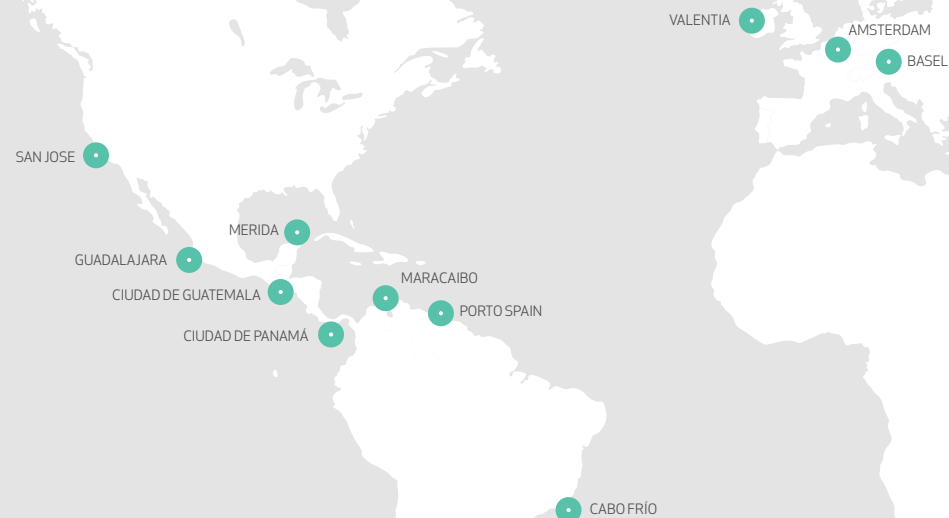 VALENTIA
AMSTERDAM
BASEL
SAN JOSE
MERIDA
GUADALAJARA
MARACAIBO
CIUDAD DE GUATEMALA
PORTO SPAIN
CIUDAD DE PANAMÁ
CABO FRÍO